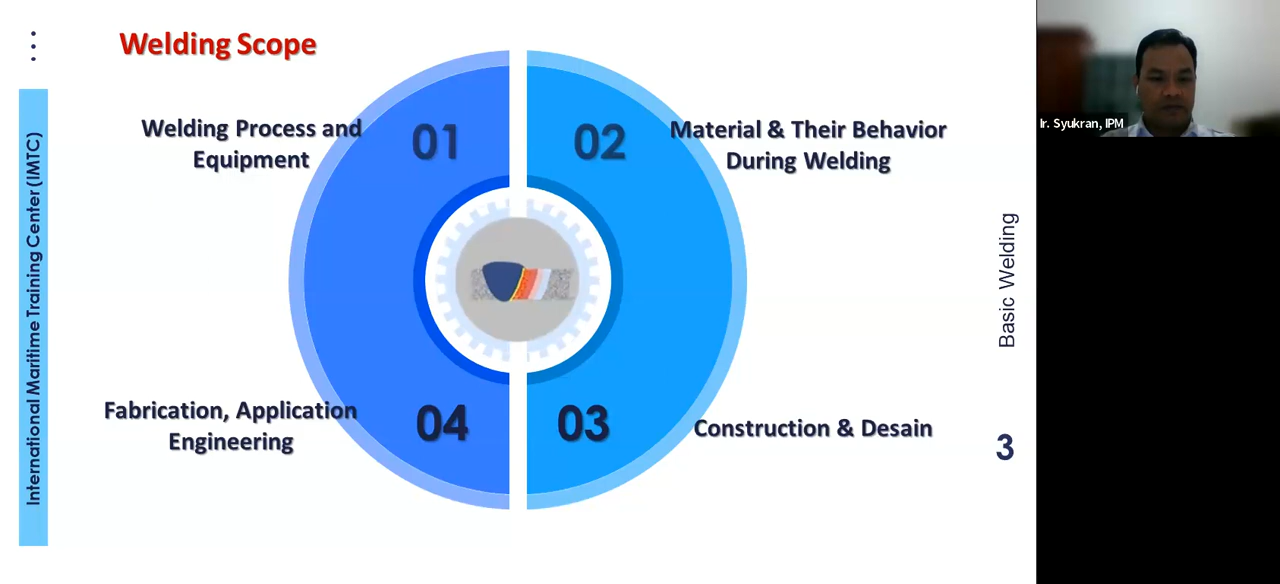 Welding Scope
International Maritime Training Center (IMTC)
Welding Process and
Equipment
01
02
Material & Their Behavior
During Welding
Fabrication, Application
Engineering
04
03
Construction & Desain
Basic Welding
3
Ir. Syukran, IPM